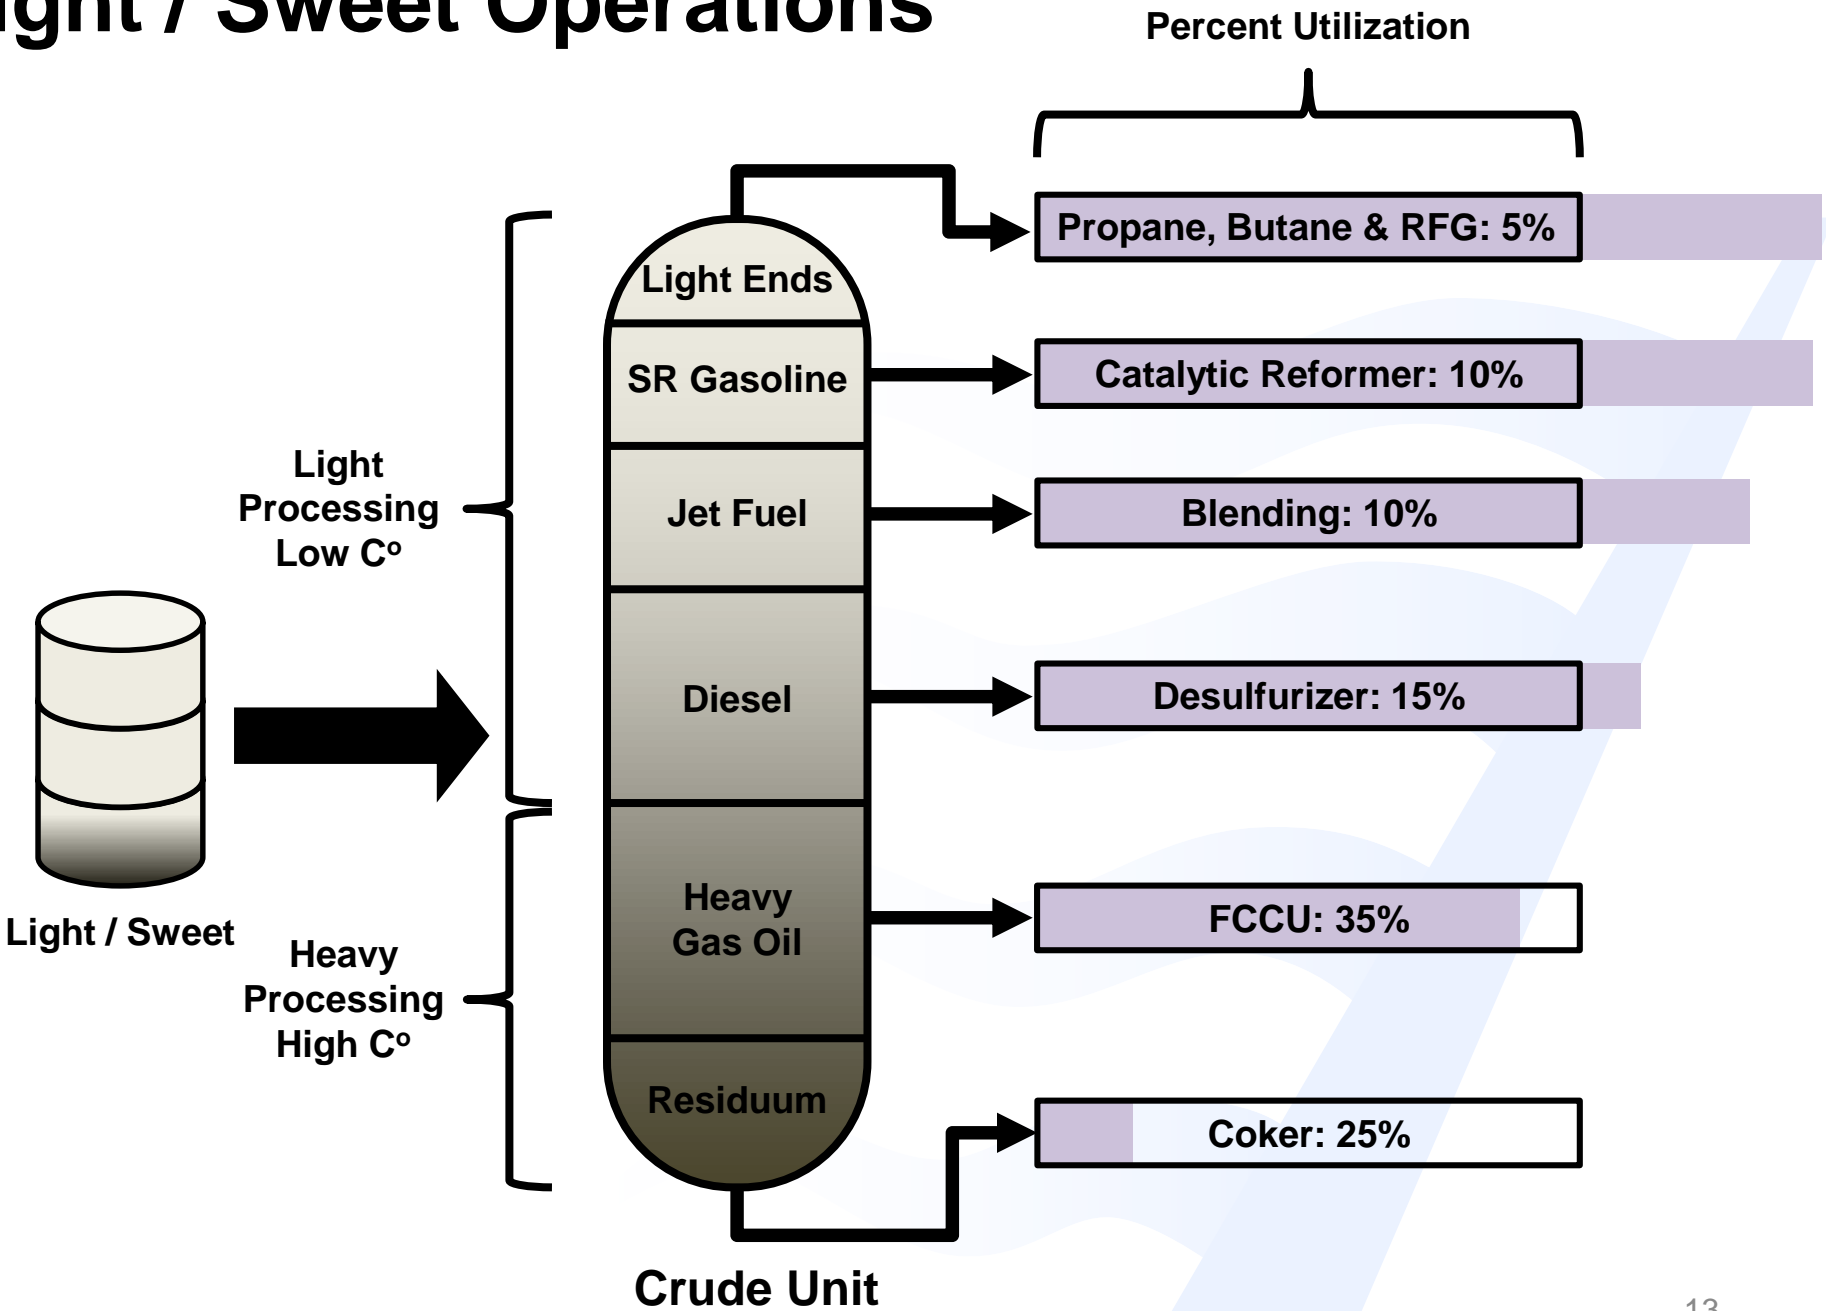 ight / Sweet Operations
Percent Utilization
Propane, Butane & RFG: 5%
Light Ends
Catalytic Reformer: 10%
SR Gasoline
Light
Processing
Low Cº
Jet Fuel
Blending: 10%
Diesel
Desulfurizer: 15%
Light / Sweet
Heavy
Processing
High Cº
Heavy
Gas Oil
FCCU: 35%
Residuum
Coker: 25%
Crude Unit
13